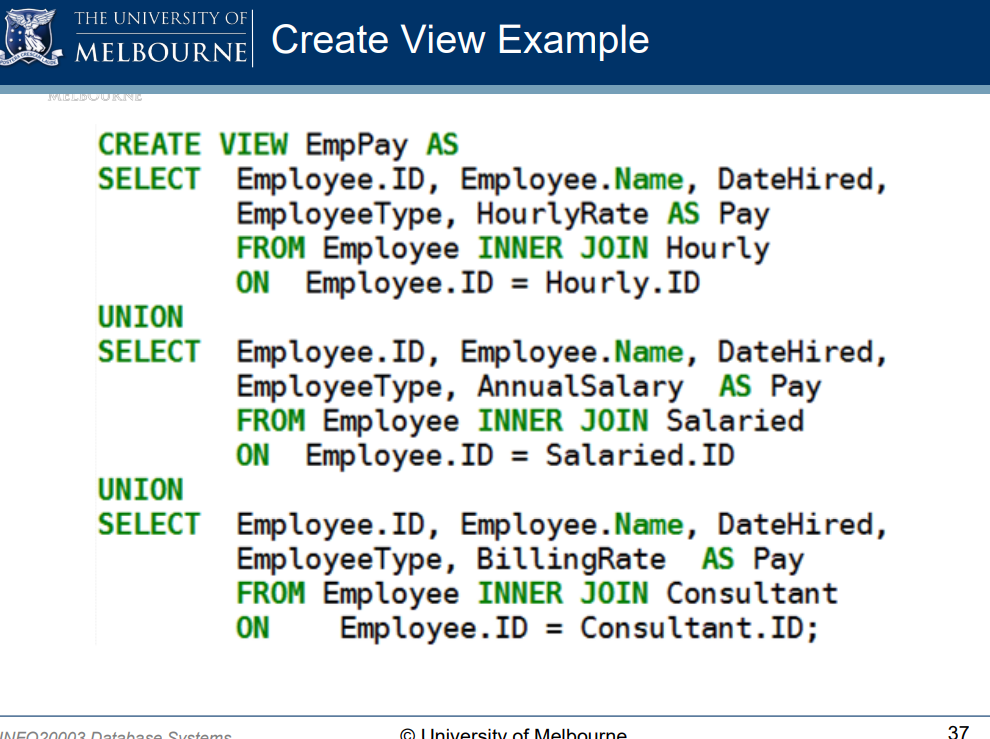 THE UNIVERSITY OF
MELBOURNE
Create View Example
MELBOURNE
CREATE VIEW EmpPay AS
SELECT Employee.ID, Employee.Name, DateHired,
EmployeeType, HourlyRate AS Pay
FROM Employee INNER JOIN Hourly
ON Employee.ID = Hourly.ID
UNION
SELECT Employee.ID, Employee.Name, DateHired,
EmployeeType, AnnualSalary AS Pay
FROM Employee INNER JOIN Salaried
ON Employee.ID = Salaried.ID
UNION
SELECT Employee.ID, Employee.Name, DateHired,
EmployeeType, BillingRate AS Pay
FROM Employee INNER JOIN Consultant
ON Employee.ID = Consultant.ID;
INFO20003 Database Systems
© University of Melbourne
37